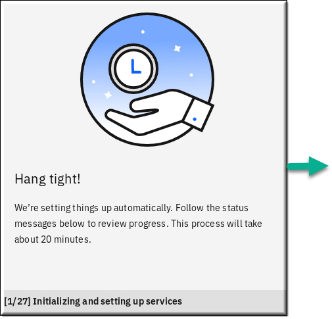 Hang tight!
We're setting things up automatically. Follow the status
messages below to review progress. This process will take
about 20 minutes.
[1/27] Initializing and setting up services